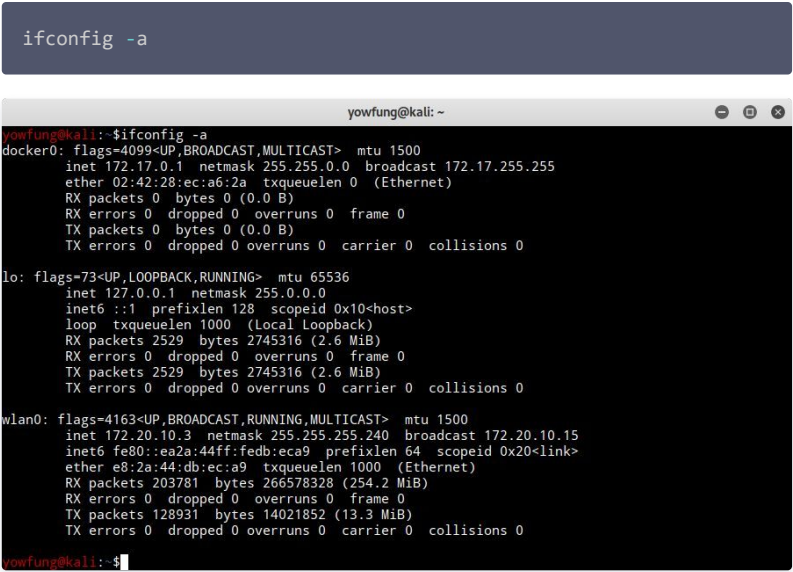 ifconfig -a
yowfung@kali: ~
yowfung@kali:~$ifconfig -a
docker0: flags=4099<UP,BROADCAST,MULTICAST>  mtu 1500
        inet 172.17.0.1  netmask 255.255.0.0  broadcast 172.17.255.255
        ether 02:42:28:ec:a6:2a  txqueuelen 0  (Ethernet)
        RX packets 0  bytes 0 (0.0 B)
        RX errors 0  dropped 0  overruns 0  frame 0
        TX packets 0  bytes 0 (0.0 B)
        TX errors 0  dropped 0 overruns 0  carrier 0  collisions 0
lo: flags=73<UP,LOOPBACK,RUNNING>  mtu 65536
        inet 127.0.0.1  netmask 255.0.0.0
        inet6 ::1  prefixlen 128  scopeid 0x10<host>
        loop  txqueuelen 1000  (Local Loopback)
        RX packets 2529  bytes 2745316 (2.6 MiB)
        RX errors 0  dropped 0  overruns 0  frame 0
        TX packets 2529  bytes 2745316 (2.6 MiB)
        TX errors 0  dropped 0 overruns 0  carrier 0  collisions 0
wlan0: flags=4163<UP,BROADCAST,RUNNING,MULTICAST>  mtu 1500
        inet 172.20.10.3  netmask 255.255.255.240  broadcast 172.20.10.15
        inet6 fe80::ea2a:44ff:fedb:eca9  prefixlen 64  scopeid 0x20<link>
        ether e8:2a:44:db:ec:a9  txqueuelen 1000  (Ethernet)
        RX packets 203781  bytes 266578328 (254.2 MiB)
        RX errors 0  dropped 0  overruns 0  frame 0
        TX packets 128931  bytes 14021852 (13.3 MiB)
        TX errors 0  dropped 0 overruns 0  carrier 0  collisions 0
yowfung@kali:~$